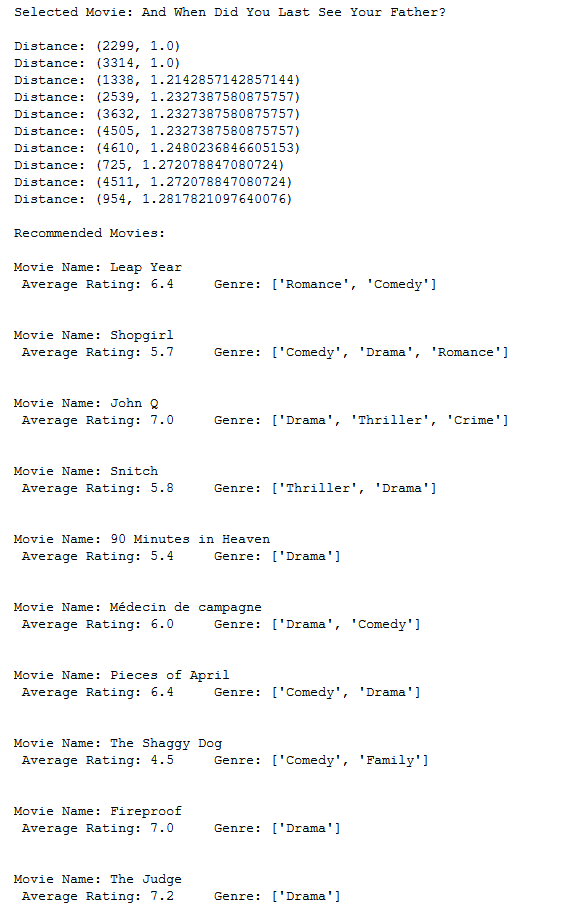 Selected Movie: And When Did You Last See Your Father?
Distance: (2299, 1.0)
Distance: (3314, 1.0)
Distance: (1338, 1.2142857142857144)
Distance: (2539, 1.2327387580875757)
Distance: (3632, 1.2327387580875757)
Distance: (4505, 1.2327387580875757)
Distance: (4610, 1.2480236846605153)
Distance: (725, 1.272078847080724)
Distance: (4511, 1.272078847080724)
Distance: (954, 1.2817821097640076)
Recommended Movies:
Movie Name: Leap Year
Average Rating: 6.4     Genre: ['Romance', 'Comedy']
Movie Name: Shopgirl
Average Rating: 5.7     Genre: ['Comedy', 'Drama', 'Romance']
Movie Name: John Q
Average Rating: 7.0     Genre: ['Drama', 'Thriller', 'Crime']
Movie Name: Snitch
Average Rating: 5.8     Genre: ['Thriller', 'Drama']
Movie Name: 90 Minutes in Heaven
Average Rating: 5.4     Genre: ['Drama']
Movie Name: Médecin de campagne
Average Rating: 6.0     Genre: ['Drama', 'Comedy']
Movie Name: Pieces of April
Average Rating: 6.4     Genre: ['Comedy', 'Drama']
Movie Name: The Shaggy Dog
Average Rating: 4.5     Genre: ['Comedy', 'Family']
Movie Name: Fireproof
Average Rating: 7.0     Genre: ['Drama']
Movie Name: The Judge
Average Rating: 7.2     Genre: ['Drama']